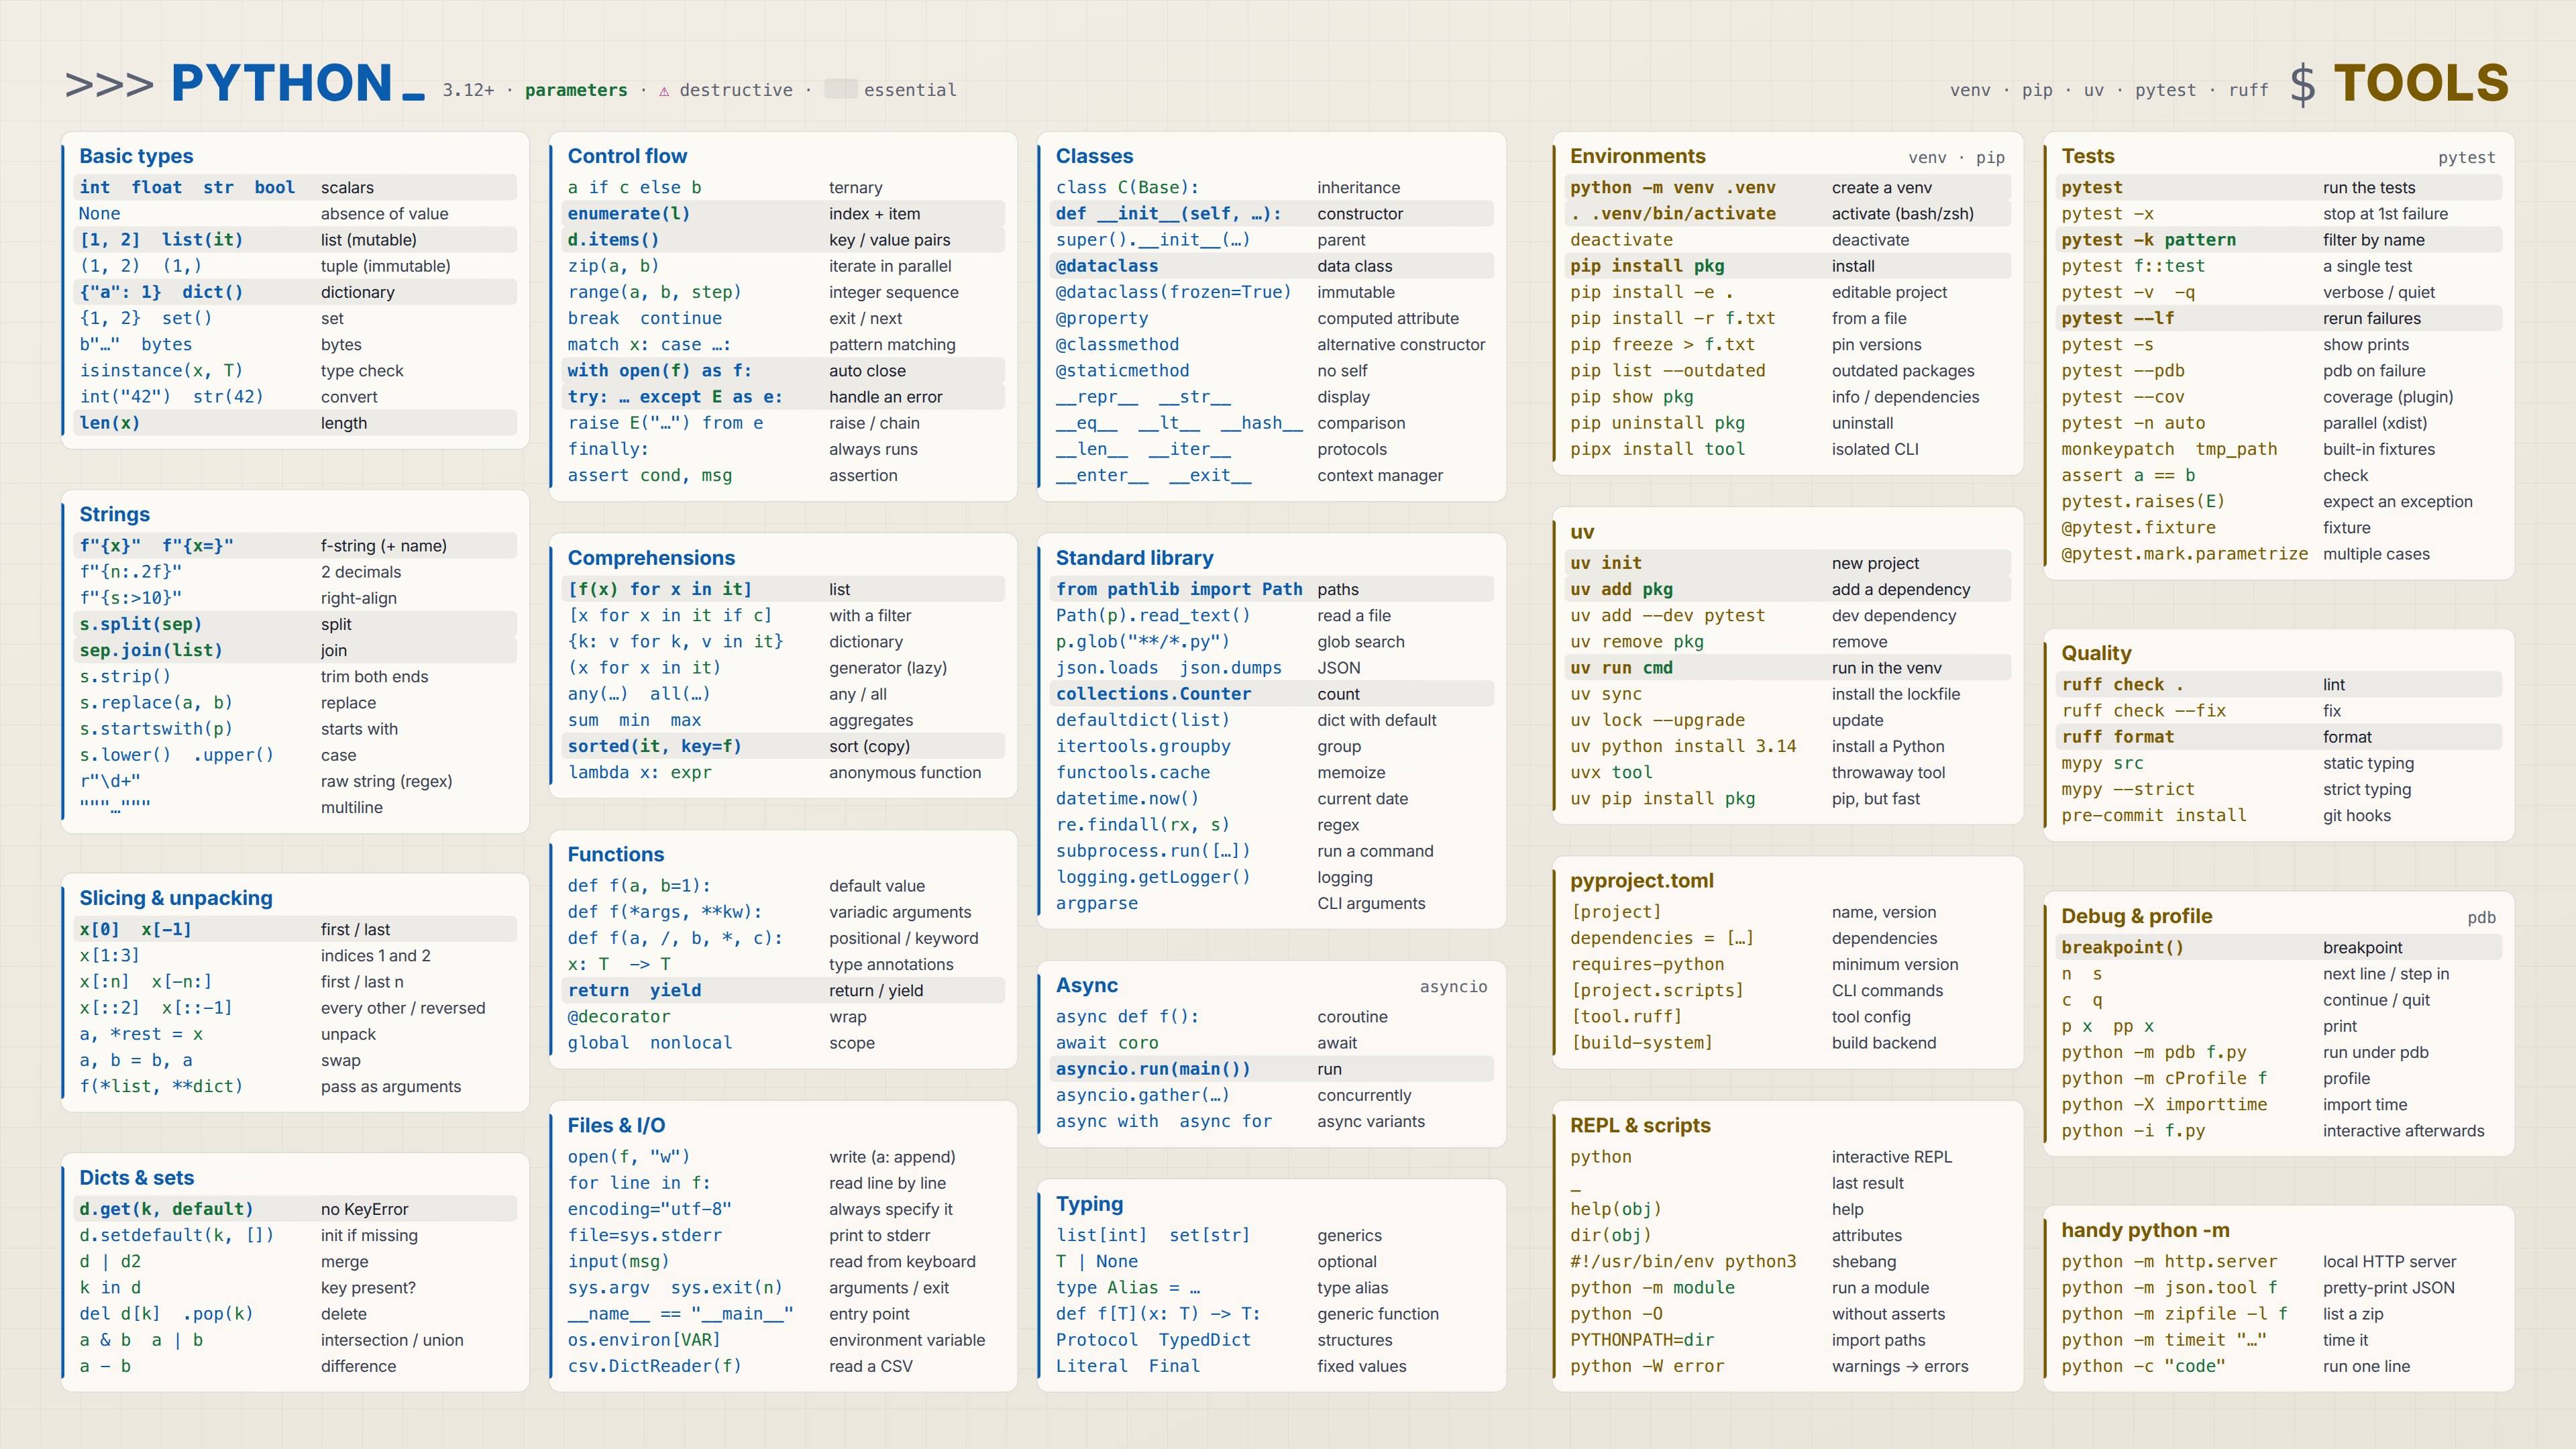 >>> PYTHON_ 3.12+ · parameters · ⚠ destructive · essential
venv · pip · uv · pytest · ruff $ TOOLS
Basic types
int float str bool scalars
None absence of value
[1, 2] list(it) list (mutable)
(1, 2) (1,) tuple (immutable)
{"a": 1} dict() dictionary
{1, 2} set() set
b"…" bytes bytes
isinstance(x, T) type check
int("42") str(42) convert
len(x) length
Strings
f"{x}" f"{x=}" f-string (+ name)
f"{n:.2f}" 2 decimals
f"{s:>10}" right-align
s.split(sep) split
sep.join(list) join
s.strip() trim both ends
s.replace(a, b) replace
s.startswith(p) starts with
s.lower() .upper() case
r"\d+" raw string (regex)
"""…""" multiline
Slicing & unpacking
x[0] x[-1] first / last
x[1:3] indices 1 and 2
x[:n] x[-n:] first / last n
x[::2] x[::-1] every other / reversed
a, *rest = x unpack
a, b = b, a swap
f(*list, **dict) pass as arguments
Dicts & sets
d.get(k, default) no KeyError
d.setdefault(k, []) init if missing
d | d2 merge
k in d key present?
del d[k] .pop(k) delete
a & b a | b intersection / union
a - b difference
Control flow
a if c else b ternary
enumerate(l) index + item
d.items() key / value pairs
zip(a, b) iterate in parallel
range(a, b, step) integer sequence
break continue exit / next
match x: case …: pattern matching
with open(f) as f: auto close
try: … except E as e: handle an error
raise E("…") from e raise / chain
finally: always runs
assert cond, msg assertion
Comprehensions
[f(x) for x in it] list
[x for x in it if c] with a filter
{k: v for k, v in it} dictionary
(x for x in it) generator (lazy)
any(…) all(…) any / all
sum min max aggregates
sorted(it, key=f) sort (copy)
lambda x: expr anonymous function
Functions
def f(a, b=1): default value
def f(*args, **kw): variadic arguments
def f(a, /, b, *, c): positional / keyword
x: T -> T type annotations
return yield return / yield
@decorator wrap
global nonlocal scope
Files & I/O
open(f, "w") write (a: append)
for line in f: read line by line
encoding="utf-8" always specify it
file=sys.stderr print to stderr
input(msg) read from keyboard
sys.argv sys.exit(n) arguments / exit
__name__ == "__main__" entry point
os.environ[VAR] environment variable
csv.DictReader(f) read a CSV
Classes
class C(Base): inheritance
def __init__(self, …): constructor
super().__init__(…) parent
@dataclass data class
@dataclass(frozen=True) immutable
@property computed attribute
@classmethod alternative constructor
@staticmethod no self
__repr__ __str__ display
__eq__ __lt__ __hash__ comparison
__len__ __iter__ protocols
__enter__ __exit__ context manager
Standard library
from pathlib import Path paths
Path(p).read_text() read a file
p.glob("**/*.py") glob search
json.loads json.dumps JSON
collections.Counter count
defaultdict(list) dict with default
itertools.groupby group
functools.cache memoize
datetime.now() current date
re.findall(rx, s) regex
subprocess.run([…]) run a command
logging.getLogger() logging
argparse CLI arguments
Async asyncio
async def f(): coroutine
await coro await
asyncio.run(main()) run
asyncio.gather(…) concurrently
async with async for async variants
Typing
list[int] set[str] generics
T | None optional
type Alias = … type alias
def f[T](x: T) -> T: generic function
Protocol TypedDict structures
Literal Final fixed values
Environments venv · pip
python -m venv .venv create a venv
. .venv/bin/activate activate (bash/zsh)
deactivate deactivate
pip install pkg install
pip install -e . editable project
pip install -r f.txt from a file
pip freeze > f.txt pin versions
pip list --outdated outdated packages
pip show pkg info / dependencies
pip uninstall pkg uninstall
pipx install tool isolated CLI
uv
uv init new project
uv add pkg add a dependency
uv add --dev pytest dev dependency
uv remove pkg remove
uv run cmd run in the venv
uv sync install the lockfile
uv lock --upgrade update
uv python install 3.14 install a Python
uvx tool throwaway tool
uv pip install pkg pip, but fast
pyproject.toml
[project] name, version
dependencies = […] dependencies
requires-python minimum version
[project.scripts] CLI commands
[tool.ruff] tool config
[build-system] build backend
REPL & scripts
python interactive REPL
_ last result
help(obj) help
dir(obj) attributes
#!/usr/bin/env python3 shebang
python -m module run a module
python -O without asserts
PYTHONPATH=dir import paths
python -W error warnings → errors
Tests pytest
pytest run the tests
pytest -x stop at 1st failure
pytest -k pattern filter by name
pytest f::test a single test
pytest -v -q verbose / quiet
pytest --lf rerun failures
pytest -s show prints
pytest --pdb pdb on failure
pytest --cov coverage (plugin)
pytest -n auto parallel (xdist)
monkeypatch tmp_path built-in fixtures
assert a == b check
pytest.raises(E) expect an exception
@pytest.fixture fixture
@pytest.mark.parametrize multiple cases
Quality
ruff check . lint
ruff check --fix fix
ruff format format
mypy src static typing
mypy --strict strict typing
pre-commit install git hooks
Debug & profile pdb
breakpoint() breakpoint
n s next line / step in
c q continue / quit
p x pp x print
python -m pdb f.py run under pdb
python -m cProfile f profile
python -X importtime import time
python -i f.py interactive afterwards
handy python -m
python -m http.server local HTTP server
python -m json.tool f pretty-print JSON
python -m zipfile -l f list a zip
python -m timeit "…" time it
python -c "code" run one line